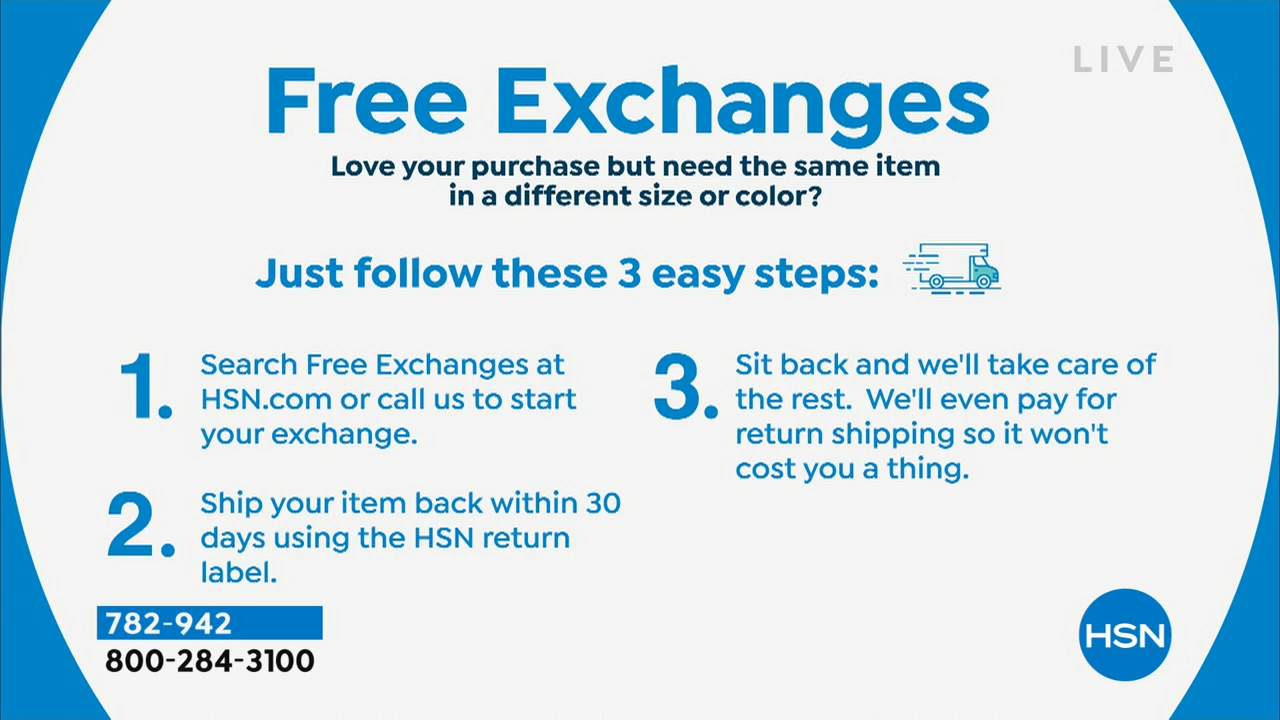 LIVE
Free Exchanges
Love your purchase but need the same item
in a different size or color?
Just follow these 3 easy steps:
1.
Search Free Exchanges at
HSN.com or call us to start
your exchange.
2.
Ship your item back within 30
days using the HSN return
label.
3.
Sit back and we'll take care of
the rest.  We'll even pay for
return shipping so it won't
cost you a thing.
782-942
800-284-3100
HSN